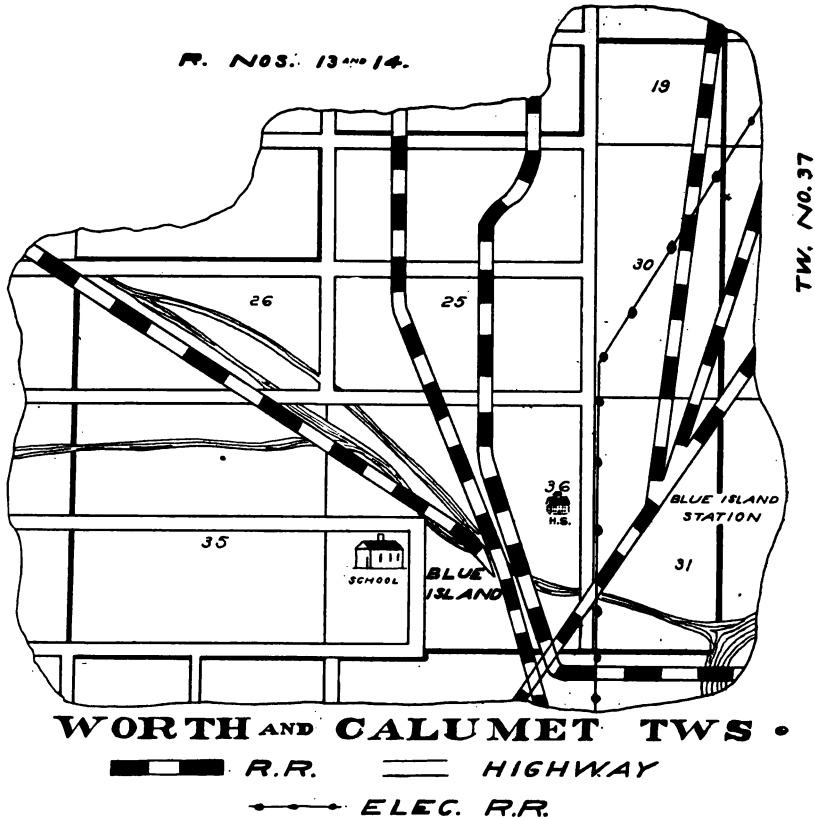 R. NOS. 13 AND 14.
19
TW. NO. 37
30
26
25
36
H.S.
BLUE ISLAND
STATION
35
SCHOOL
BLUE
ISLAND
31
WORTH AND CALUMET TWS.
R.R. HIGHWAY
ELEC. R.R.